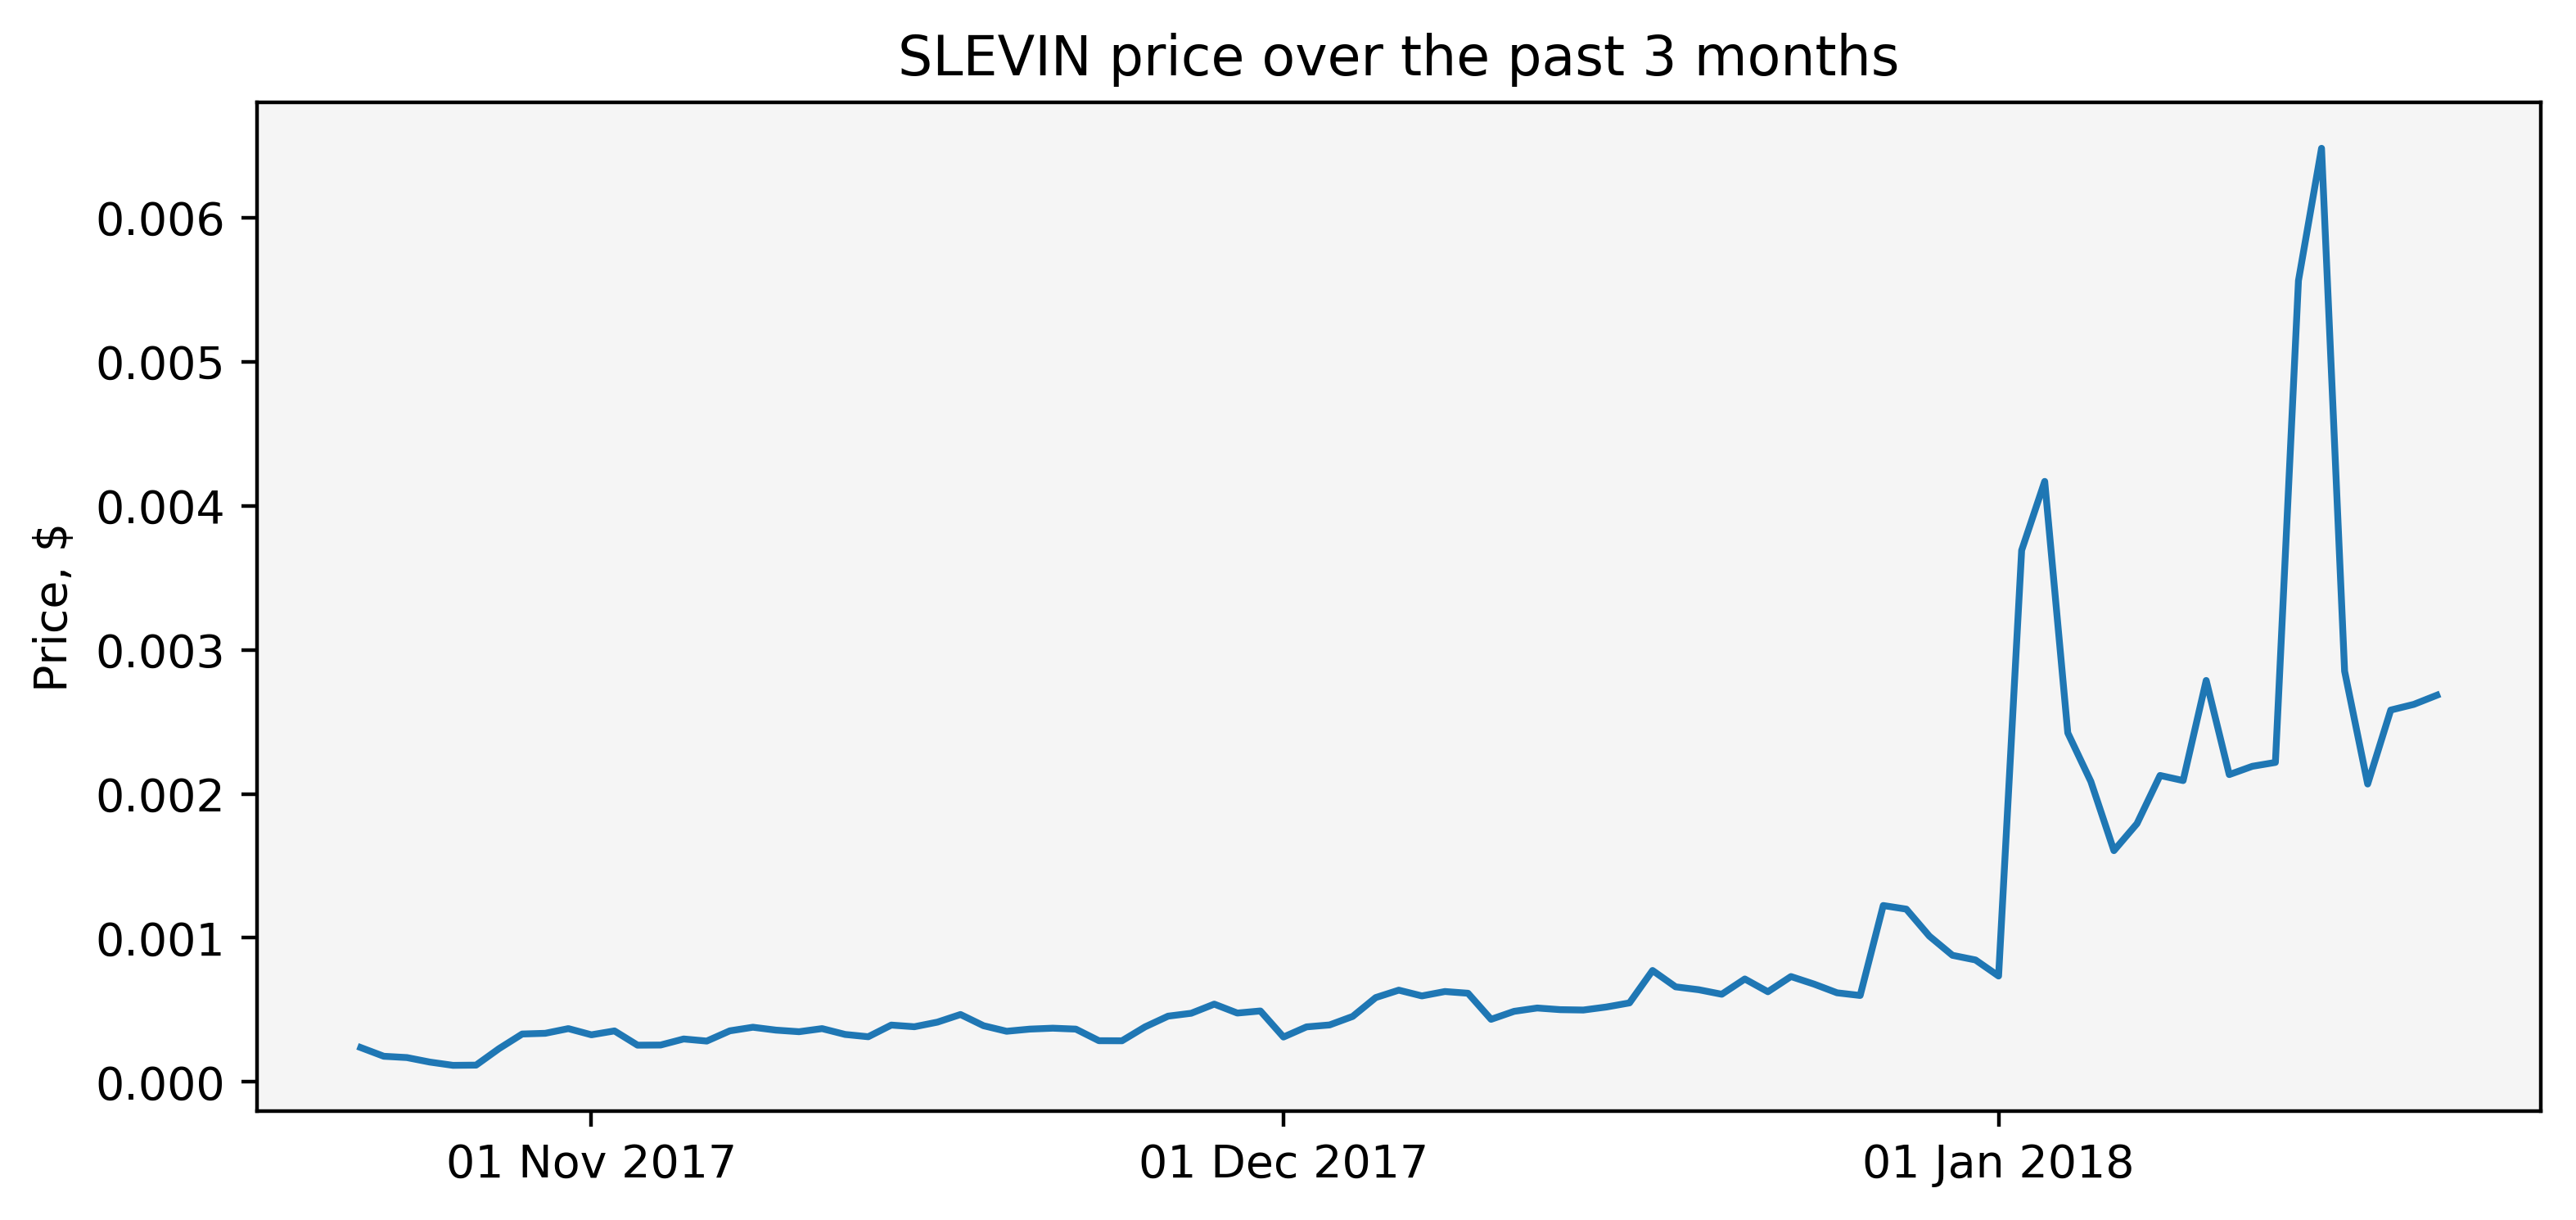 SLEVIN price over the past 3 months
Price, $
0.006
0.005
0.004
0.003
0.002
0.001
0.000
01 Nov 2017
01 Dec 2017
01 Jan 2018